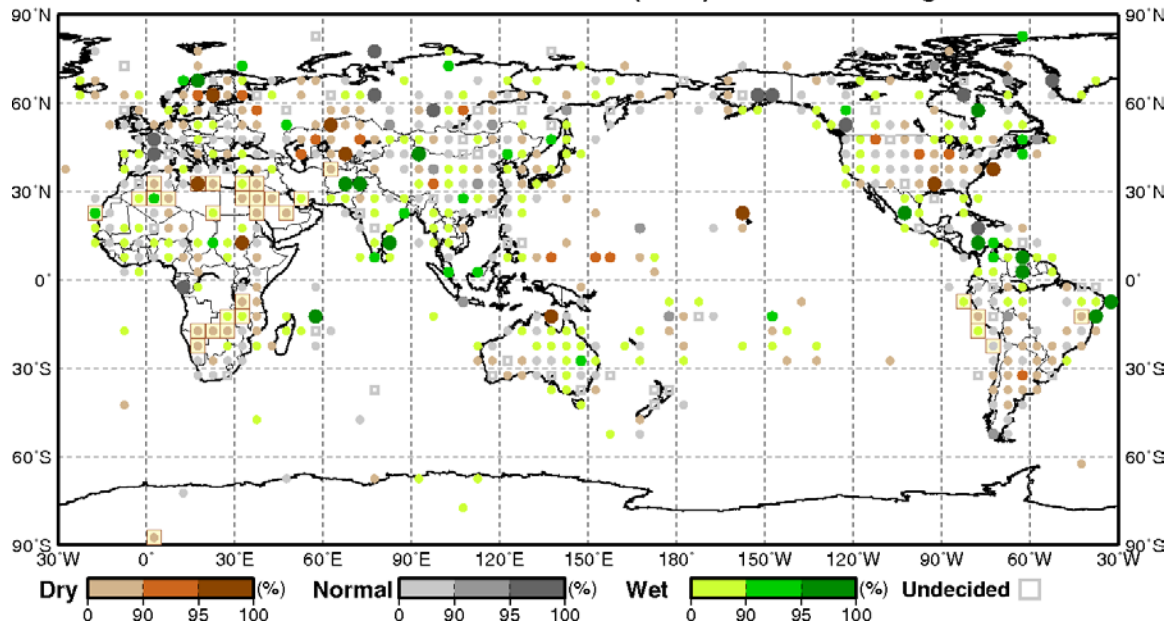 90˚N 90˚N
60˚N 60˚N
30˚N 30˚N
0˚ 0˚
30˚S 30˚S
60˚S 60˚S
90˚S 90˚S
30˚W 0˚ 30˚E 60˚E 90˚E 120˚E 150˚E 180˚ 150˚W 120˚W 90˚W 60˚W 30˚W
Dry (%) Normal (%) Wet (%) Undecided
0 90 95 100 0 90 95 100 0 90 95 100